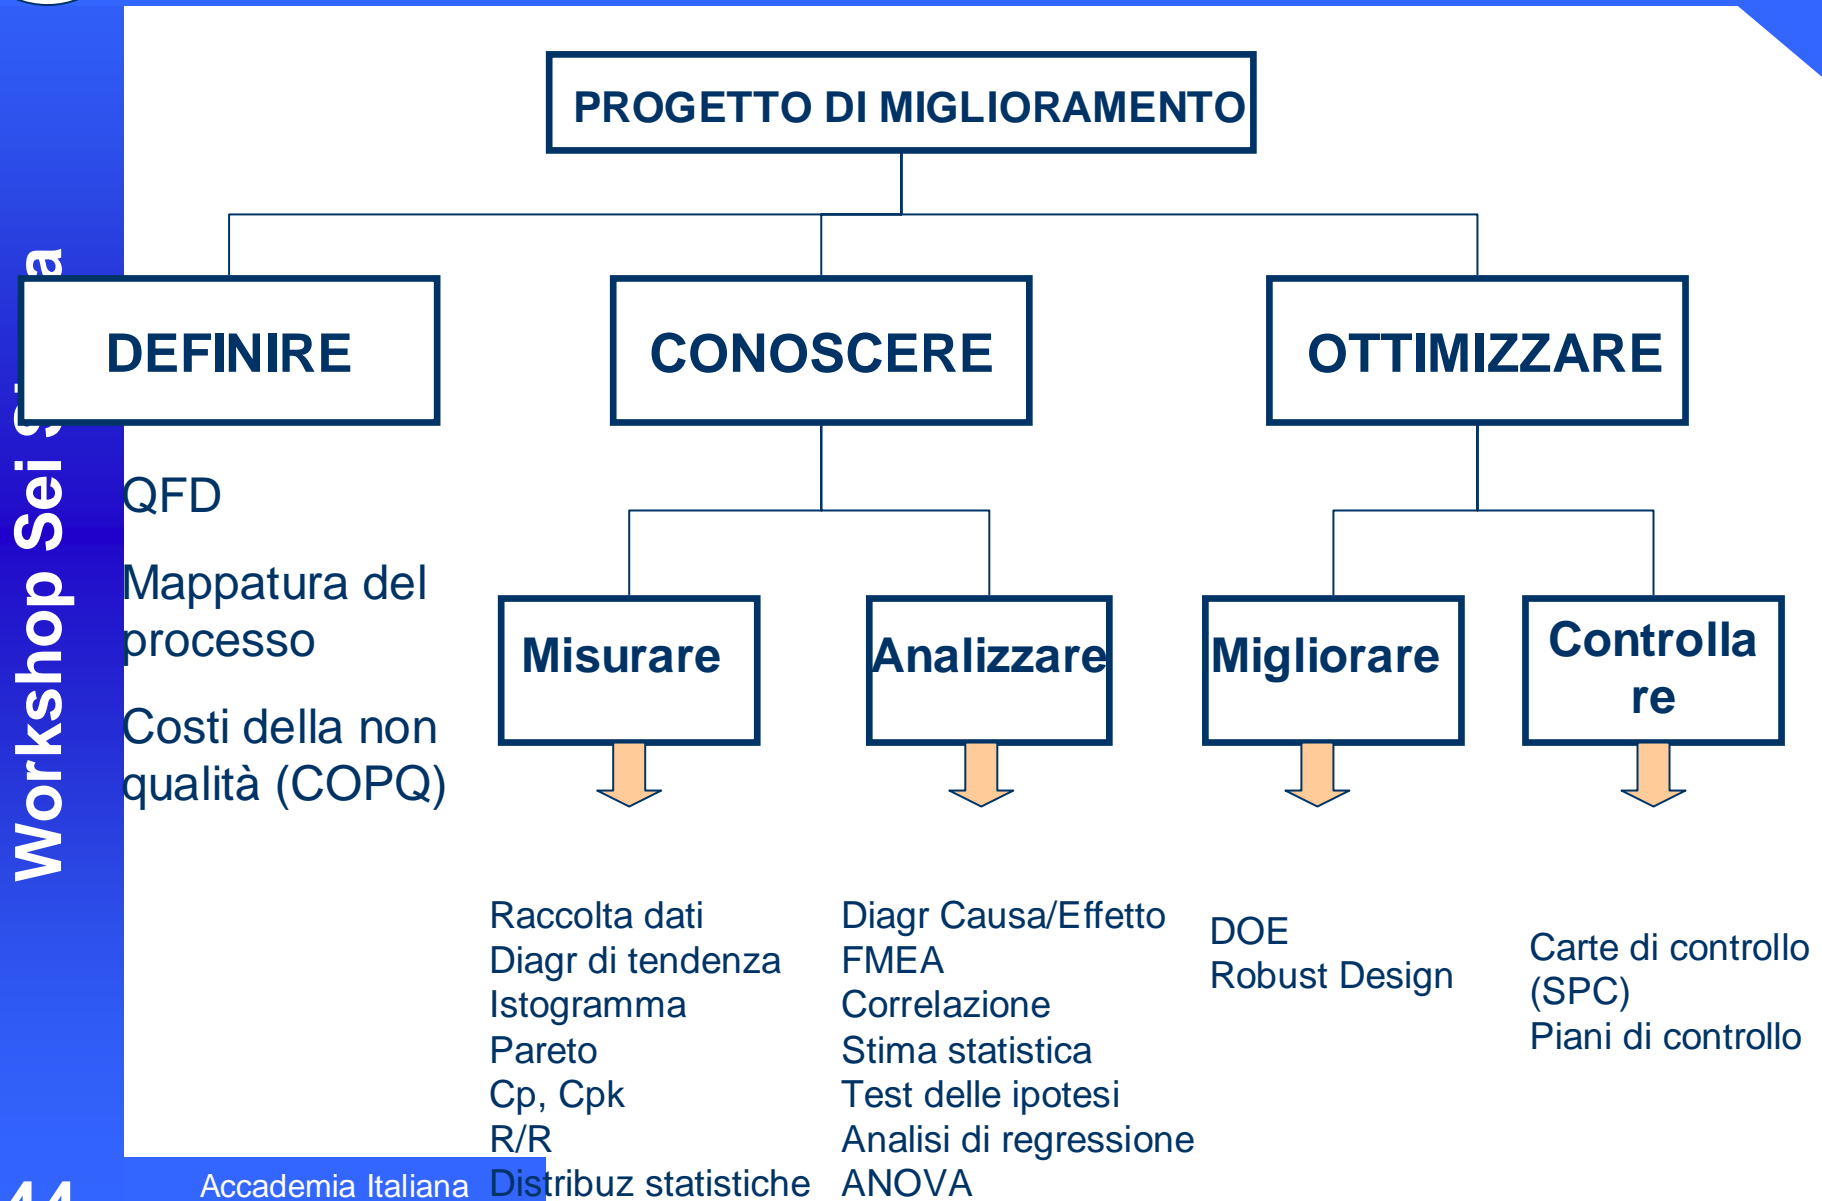 PROGETTO DI MIGLIORAMENTO
DEFINIRE
CONOSCERE
OTTIMIZZARE
QFD
Mappatura del
processo
Costi della non
qualità (COPQ)
Misurare
Analizzare
Migliorare
Controlla
re
Raccolta dati
Diagr di tendenza
Istogramma
Pareto
Cp, Cpk
R/R
Distribuz statistiche
Diagr Causa/Effetto
FMEA
Correlazione
Stima statistica
Test delle ipotesi
Analisi di regressione
ANOVA
DOE
Robust Design
Carte di controllo
(SPC)
Piani di controllo
Workshop Sei
Accademia Italiana
44